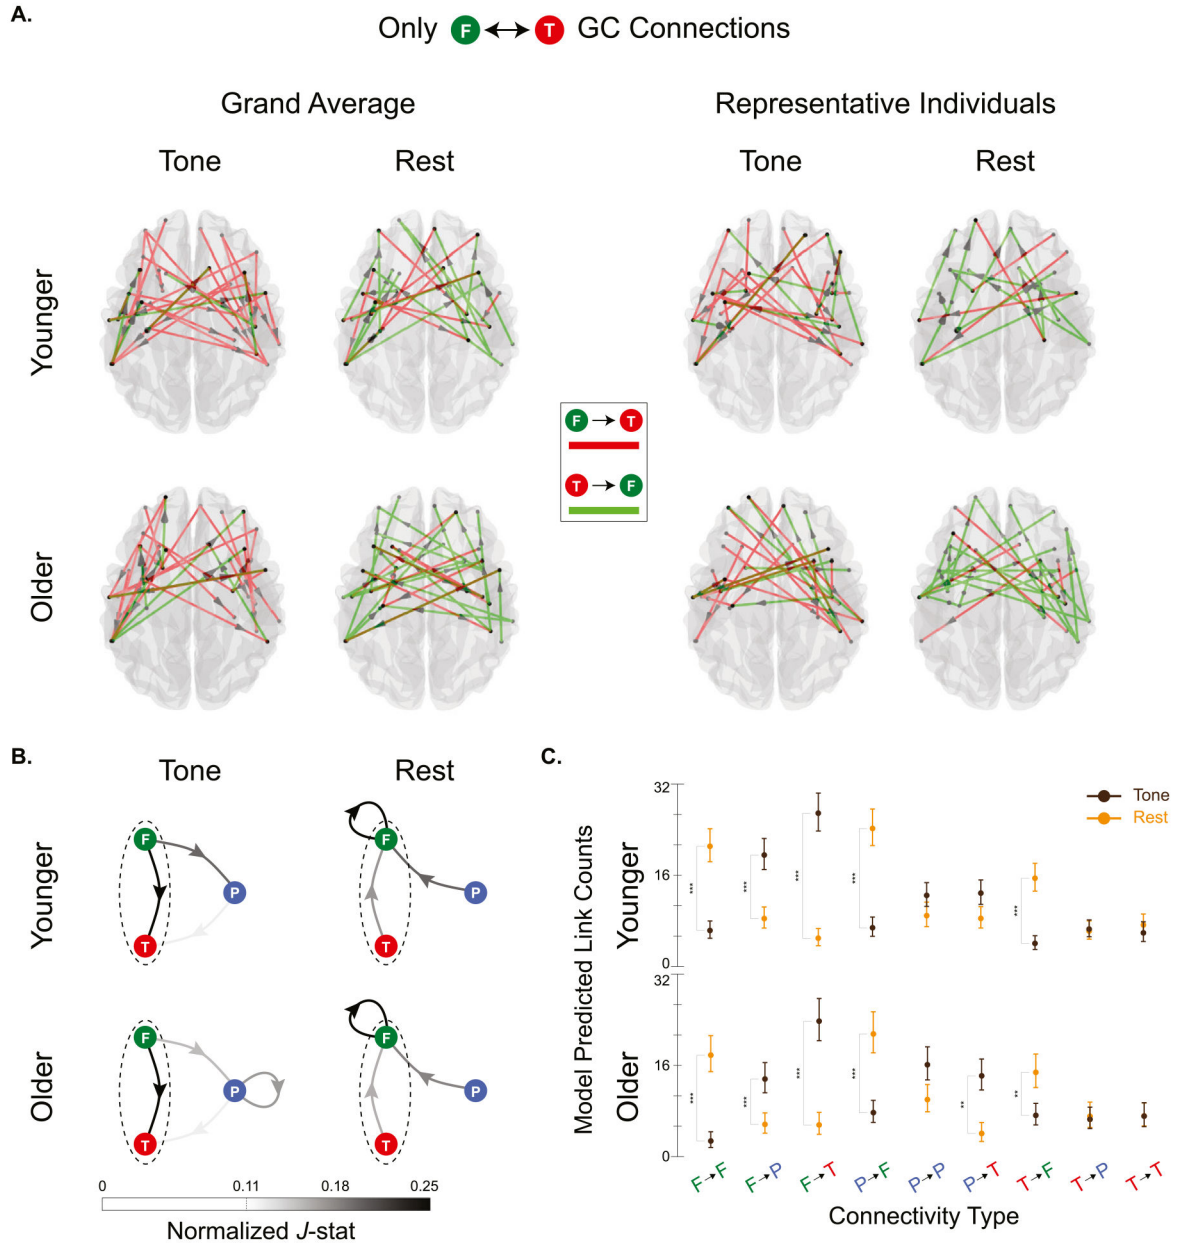 A.
Only F ↔ T GC Connections
Grand Average
Representative Individuals
Tone
Rest
Tone
Rest
Younger
F → T
T → F
Older
B.
Tone
Rest
Younger
F
P
T
F
P
T
Older
F
P
T
F
P
T
0
0.11
0.18
0.25
Normalized J-stat
C.
Tone
Rest
Model Predicted Link Counts
Younger
32
16
0
***
***
***
***
***
Older
32
16
0
***
***
***
***
**
**
F→F
F→P
F→T
P→F
P→P
P→T
T→F
T→P
T→T
Connectivity Type